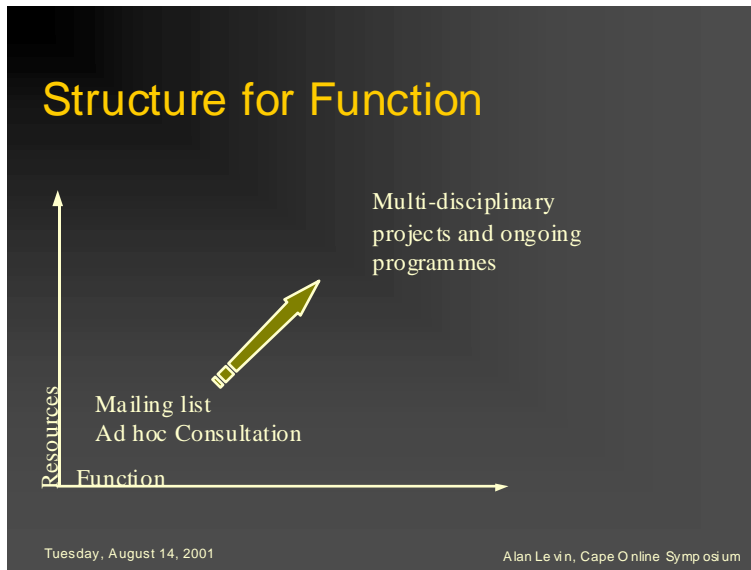 Structure for Function
Multi-disciplinary
projects and ongoing
programmes
Mailing list
Ad hoc Consultation
Resources
Function
Tuesday, August 14, 2001
Alan Levin, Cape Online Symposium